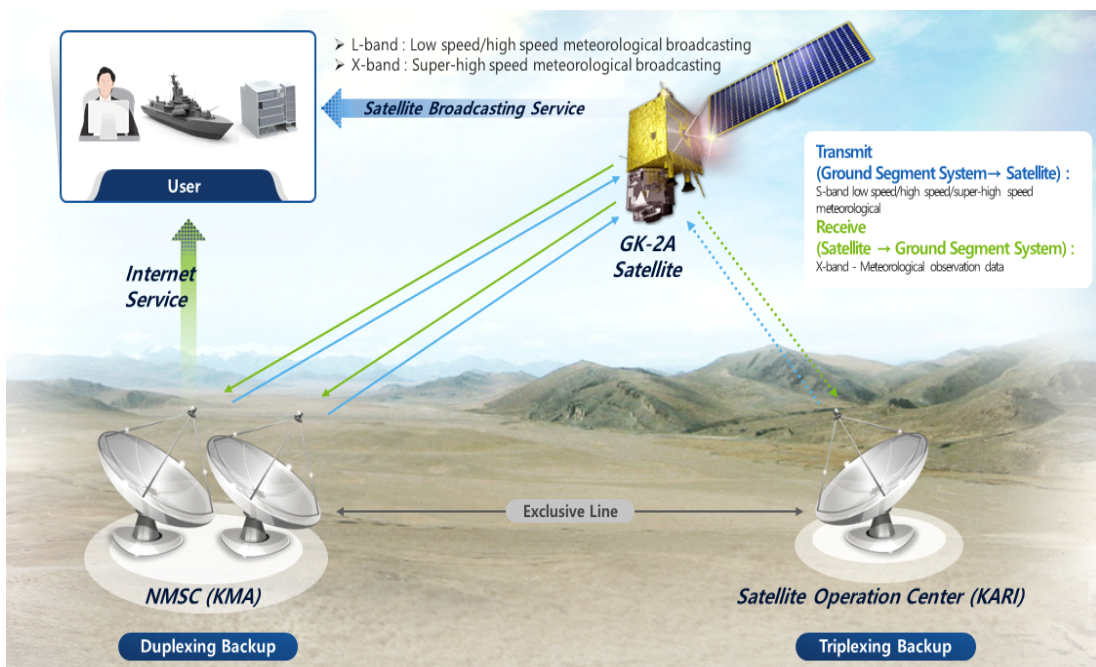 ➢ L-band : Low speed/high speed meteorological broadcasting
➢ X-band : Super-high speed meteorological broadcasting
Satellite Broadcasting Service
User
Internet
Service
GK-2A
Satellite
Transmit
(Ground Segment System→ Satellite) :
S-band low speed/high speed/super-high speed
meteorological
Receive
(Satellite → Ground Segment System) :
X-band - Meteorological observation data
Exclusive Line
NMSC (KMA)
Satellite Operation Center (KARI)
Duplexing Backup
Triplexing Backup